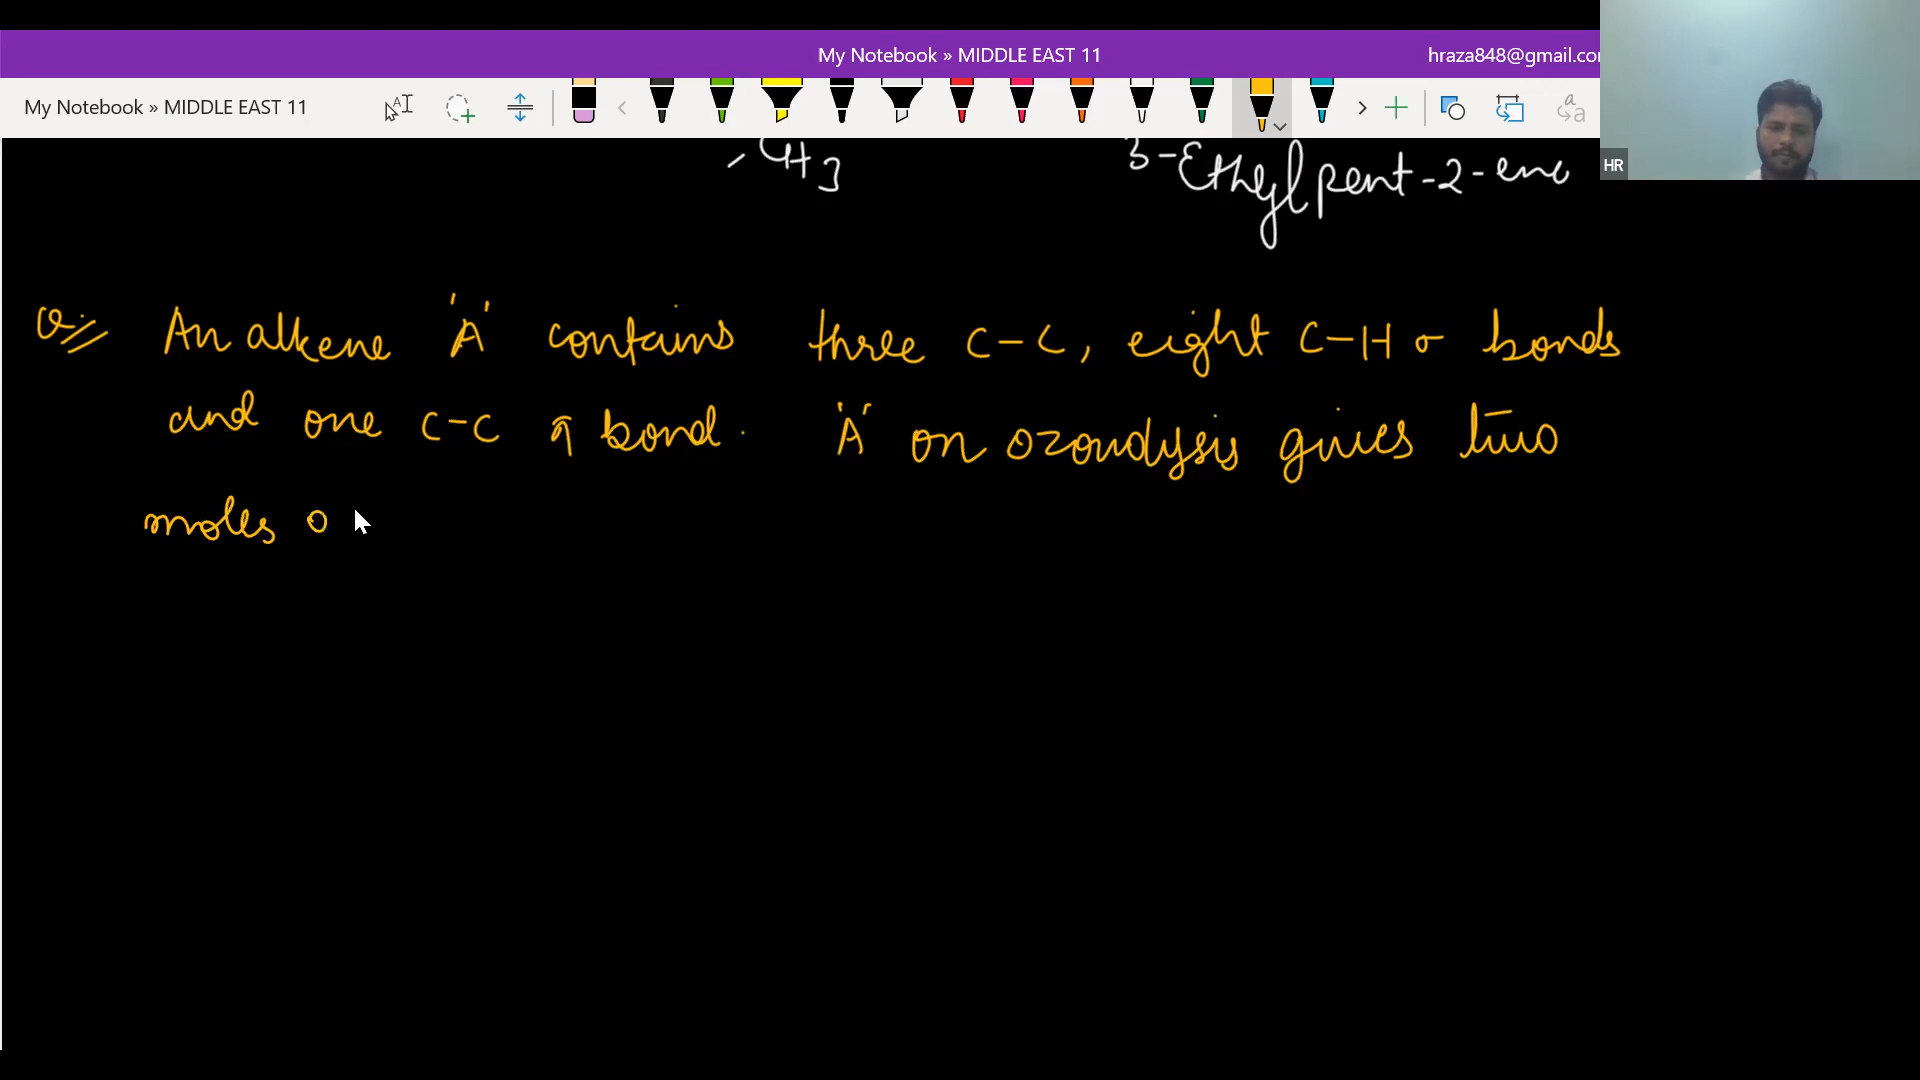 My Notebook » MIDDLE EAST 11
hraza848@gmail.co
My Notebook » MIDDLE EAST 11
HR
CH3
3-Ethylpent-2-ene
Q:- An alkene 'A' contains three C-C, eight C-H σ bonds
and one C-C π bond. 'A' on ozonolysis gives two
moles o